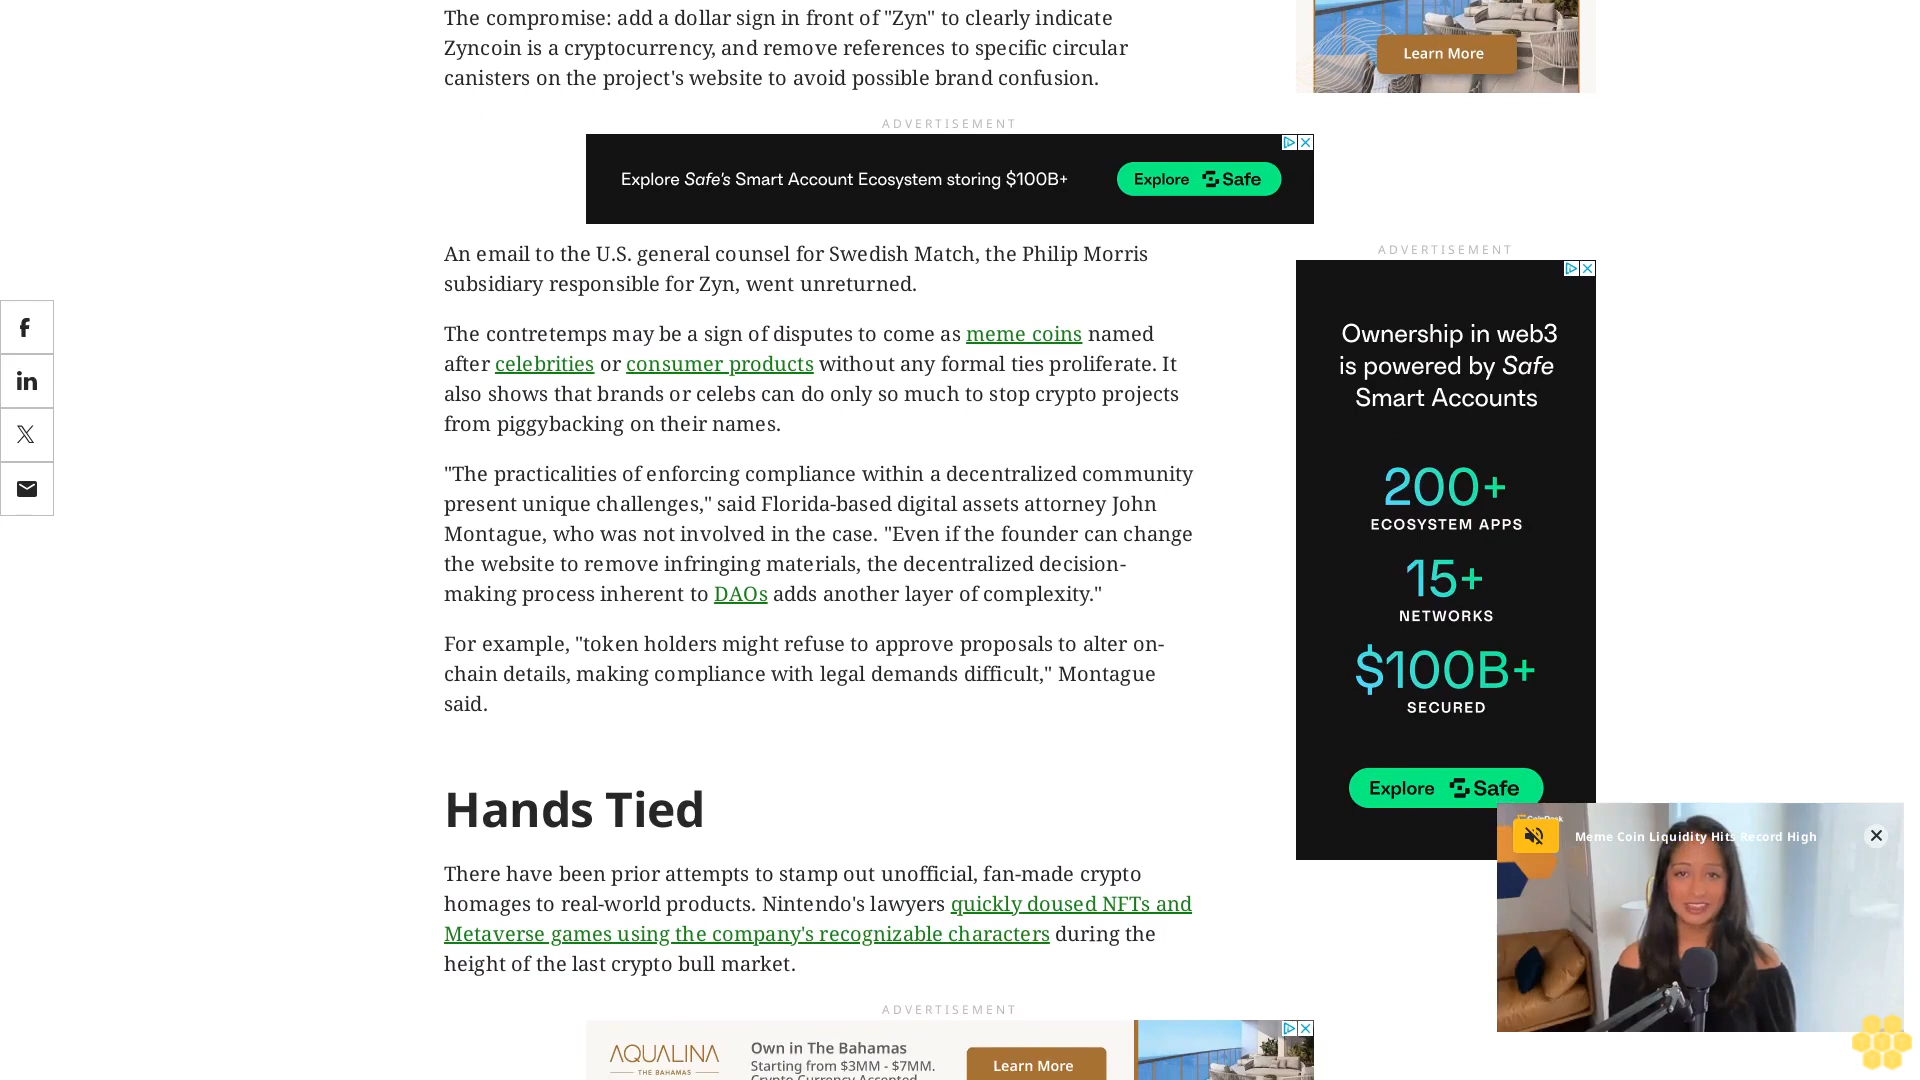 The compromise: add a dollar sign in front of "Zyn" to clearly indicate
Zyncoin is a cryptocurrency, and remove references to specific circular
canisters on the project's website to avoid possible brand confusion.
Learn More
ADVERTISEMENT
Explore Safe's Smart Account Ecosystem storing $100B+
Explore Safe
An email to the U.S. general counsel for Swedish Match, the Philip Morris
subsidiary responsible for Zyn, went unreturned.
The contretemps may be a sign of disputes to come as meme coins named
after celebrities or consumer products without any formal ties proliferate. It
also shows that brands or celebs can do only so much to stop crypto projects
from piggybacking on their names.
"The practicalities of enforcing compliance within a decentralized community
present unique challenges," said Florida-based digital assets attorney John
Montague, who was not involved in the case. "Even if the founder can change
the website to remove infringing materials, the decentralized decision-
making process inherent to DAOs adds another layer of complexity."
For example, "token holders might refuse to approve proposals to alter on-
chain details, making compliance with legal demands difficult," Montague
said.
Hands Tied
There have been prior attempts to stamp out unofficial, fan-made crypto
homages to real-world products. Nintendo's lawyers quickly doused NFTs and
Metaverse games using the company's recognizable characters during the
height of the last crypto bull market.
ADVERTISEMENT
AQUALINA
THE BAHAMAS
Own in The Bahamas
Starting from $3MM - $7MM.
Crypto Currency Accepted
Learn More
ADVERTISEMENT
Ownership in web3
is powered by Safe
Smart Accounts
200+
ECOSYSTEM APPS
15+
NETWORKS
$100B+
SECURED
Explore Safe
CoinDesk
Meme Coin Liquidity Hits Record High